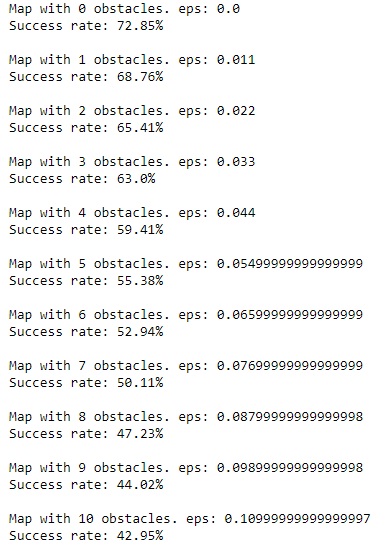 Map with 0 obstacles. eps: 0.0
Success rate: 72.85%
Map with 1 obstacles. eps: 0.011
Success rate: 68.76%
Map with 2 obstacles. eps: 0.022
Success rate: 65.41%
Map with 3 obstacles. eps: 0.033
Success rate: 63.0%
Map with 4 obstacles. eps: 0.044
Success rate: 59.41%
Map with 5 obstacles. eps: 0.05499999999999999
Success rate: 55.38%
Map with 6 obstacles. eps: 0.06599999999999999
Success rate: 52.94%
Map with 7 obstacles. eps: 0.07699999999999999
Success rate: 50.11%
Map with 8 obstacles. eps: 0.08799999999999998
Success rate: 47.23%
Map with 9 obstacles. eps: 0.09899999999999998
Success rate: 44.02%
Map with 10 obstacles. eps: 0.10999999999999997
Success rate: 42.95%